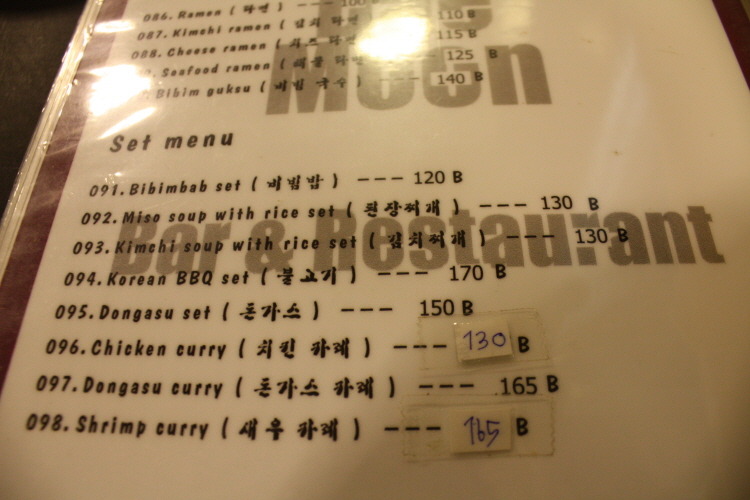 086. Ramen ( 라면 ) --- 100
087. Kimchi ramen ( 김치 라면 110 B
088. Cheese ramen ( 치즈 라면 115 B
Seafood ramen ( 해물 라면 125 B
Bibim guksu ( 비빔 국수 ) --- 140 B
Moon
Set menu
091. Bibimbab set ( 비빔밥 ) --- 120 B
092. Miso soup with rice set ( 된장찌개 ) --- 130 B
093. Kimchi soup with rice set ( 김치찌개 ) --- 130 B
Bar & Restaurant
094. Korean BBQ set ( 불고기 ) --- 170 B
095. Dongasu set ( 돈가스 ) --- 150 B
096. Chicken curry ( 치킨 카레 ) --- 130 B
097. Dongasu curry ( 돈가스 카레 ) --- 165 B
098. Shrimp curry ( 새우 카레 ) --- 165 B